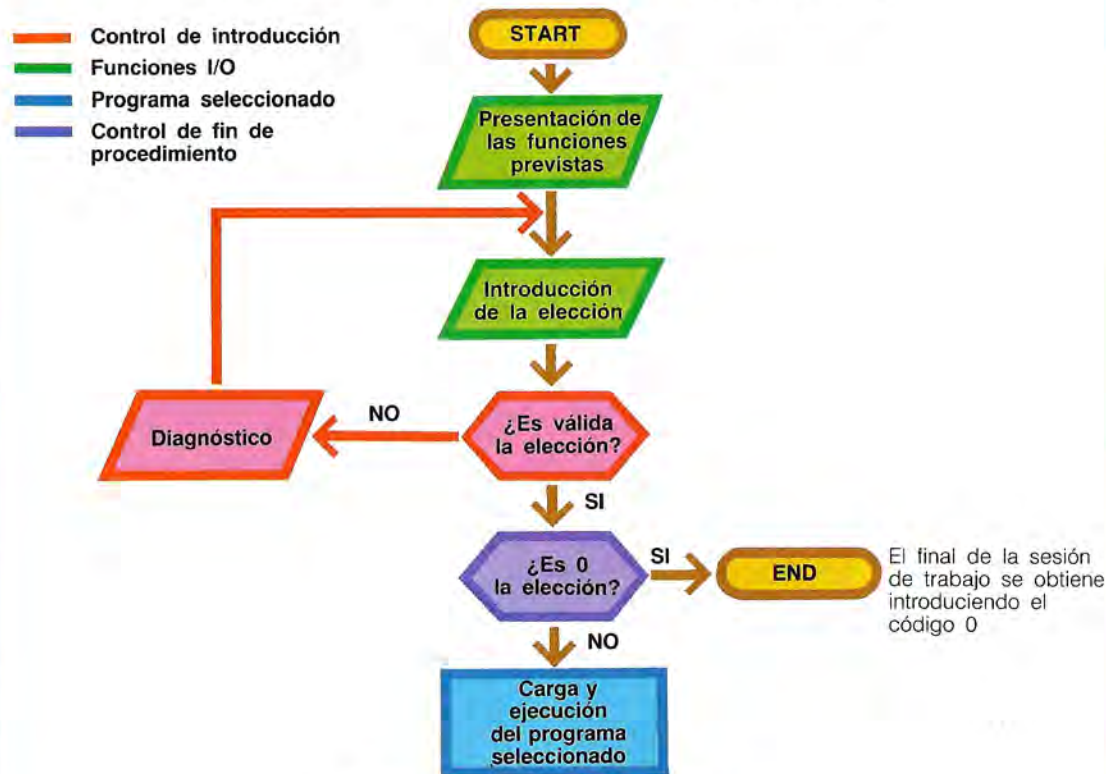 Control de introducción
Funciones I/O
Programa seleccionado
Control de fin de
procedimiento
START
Presentación de
las funciones
previstas
Introducción
de la elección
¿Es válida
la elección?
NO
Diagnóstico
SI
¿Es 0
la elección?
SI
END
El final de la sesión
de trabajo se obtiene
introduciendo el
código 0
NO
Carga y
ejecución
del programa
seleccionado